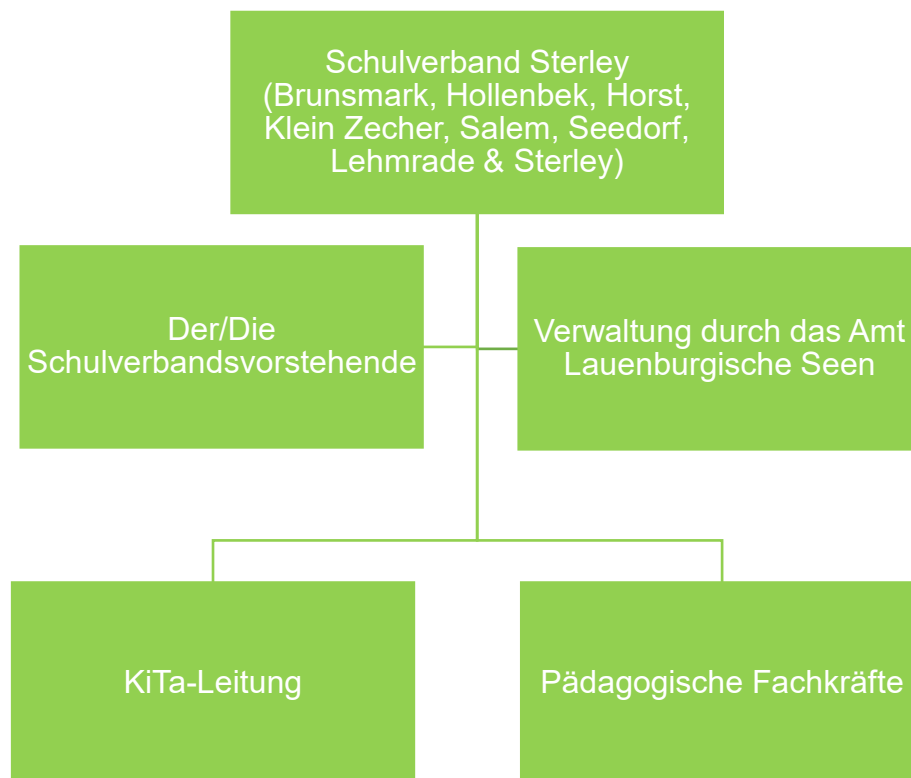 Schulverband Sterley
(Brunsmark, Hollenbek, Horst,
Klein Zecher, Salem, Seedorf,
Lehmrade & Sterley)
Der/Die
Schulverbandsvorstehende
Verwaltung durch das Amt
Lauenburgische Seen
KiTa-Leitung
Pädagogische Fachkräfte